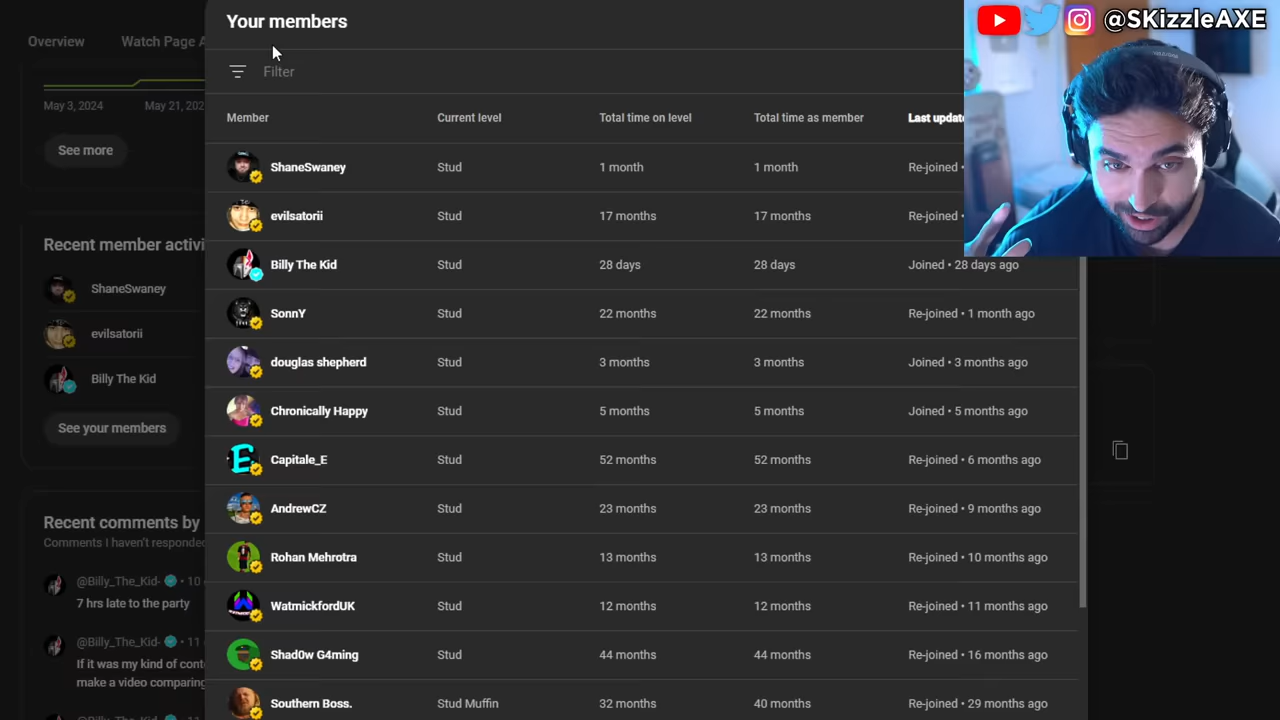 Your members
@SKizzleAXE
Overview
Watch Page A
Filter
May 3, 2024
May 21, 202
Member
Current level
Total time on level
Total time as member
Last update
See more
ShaneSwaney
Stud
1 month
1 month
Re-joined •
evilsatorii
Stud
17 months
17 months
Re-joined •
Recent member activi
Billy The Kid
Stud
28 days
28 days
Joined • 28 days ago
ShaneSwaney
SonnY
Stud
22 months
22 months
Re-joined • 1 month ago
evilsatorii
douglas shepherd
Stud
3 months
3 months
Joined • 3 months ago
Billy The Kid
Chronically Happy
Stud
5 months
5 months
Joined • 5 months ago
See your members
Capitale_E
Stud
52 months
52 months
Re-joined • 6 months ago
AndrewCZ
Stud
23 months
23 months
Re-joined • 9 months ago
Recent comments by
Comments I haven't responded
Rohan Mehrotra
Stud
13 months
13 months
Re-joined • 10 months ago
@Billy_The_Kid- • 10
7 hrs late to the party
WatmickfordUK
Stud
12 months
12 months
Re-joined • 11 months ago
@Billy_The_Kid- • 11
If it was my kind of conte
make a video comparing
Shad0w G4ming
Stud
44 months
44 months
Re-joined • 16 months ago
Southern Boss.
Stud Muffin
32 months
40 months
Re-joined • 29 months ago